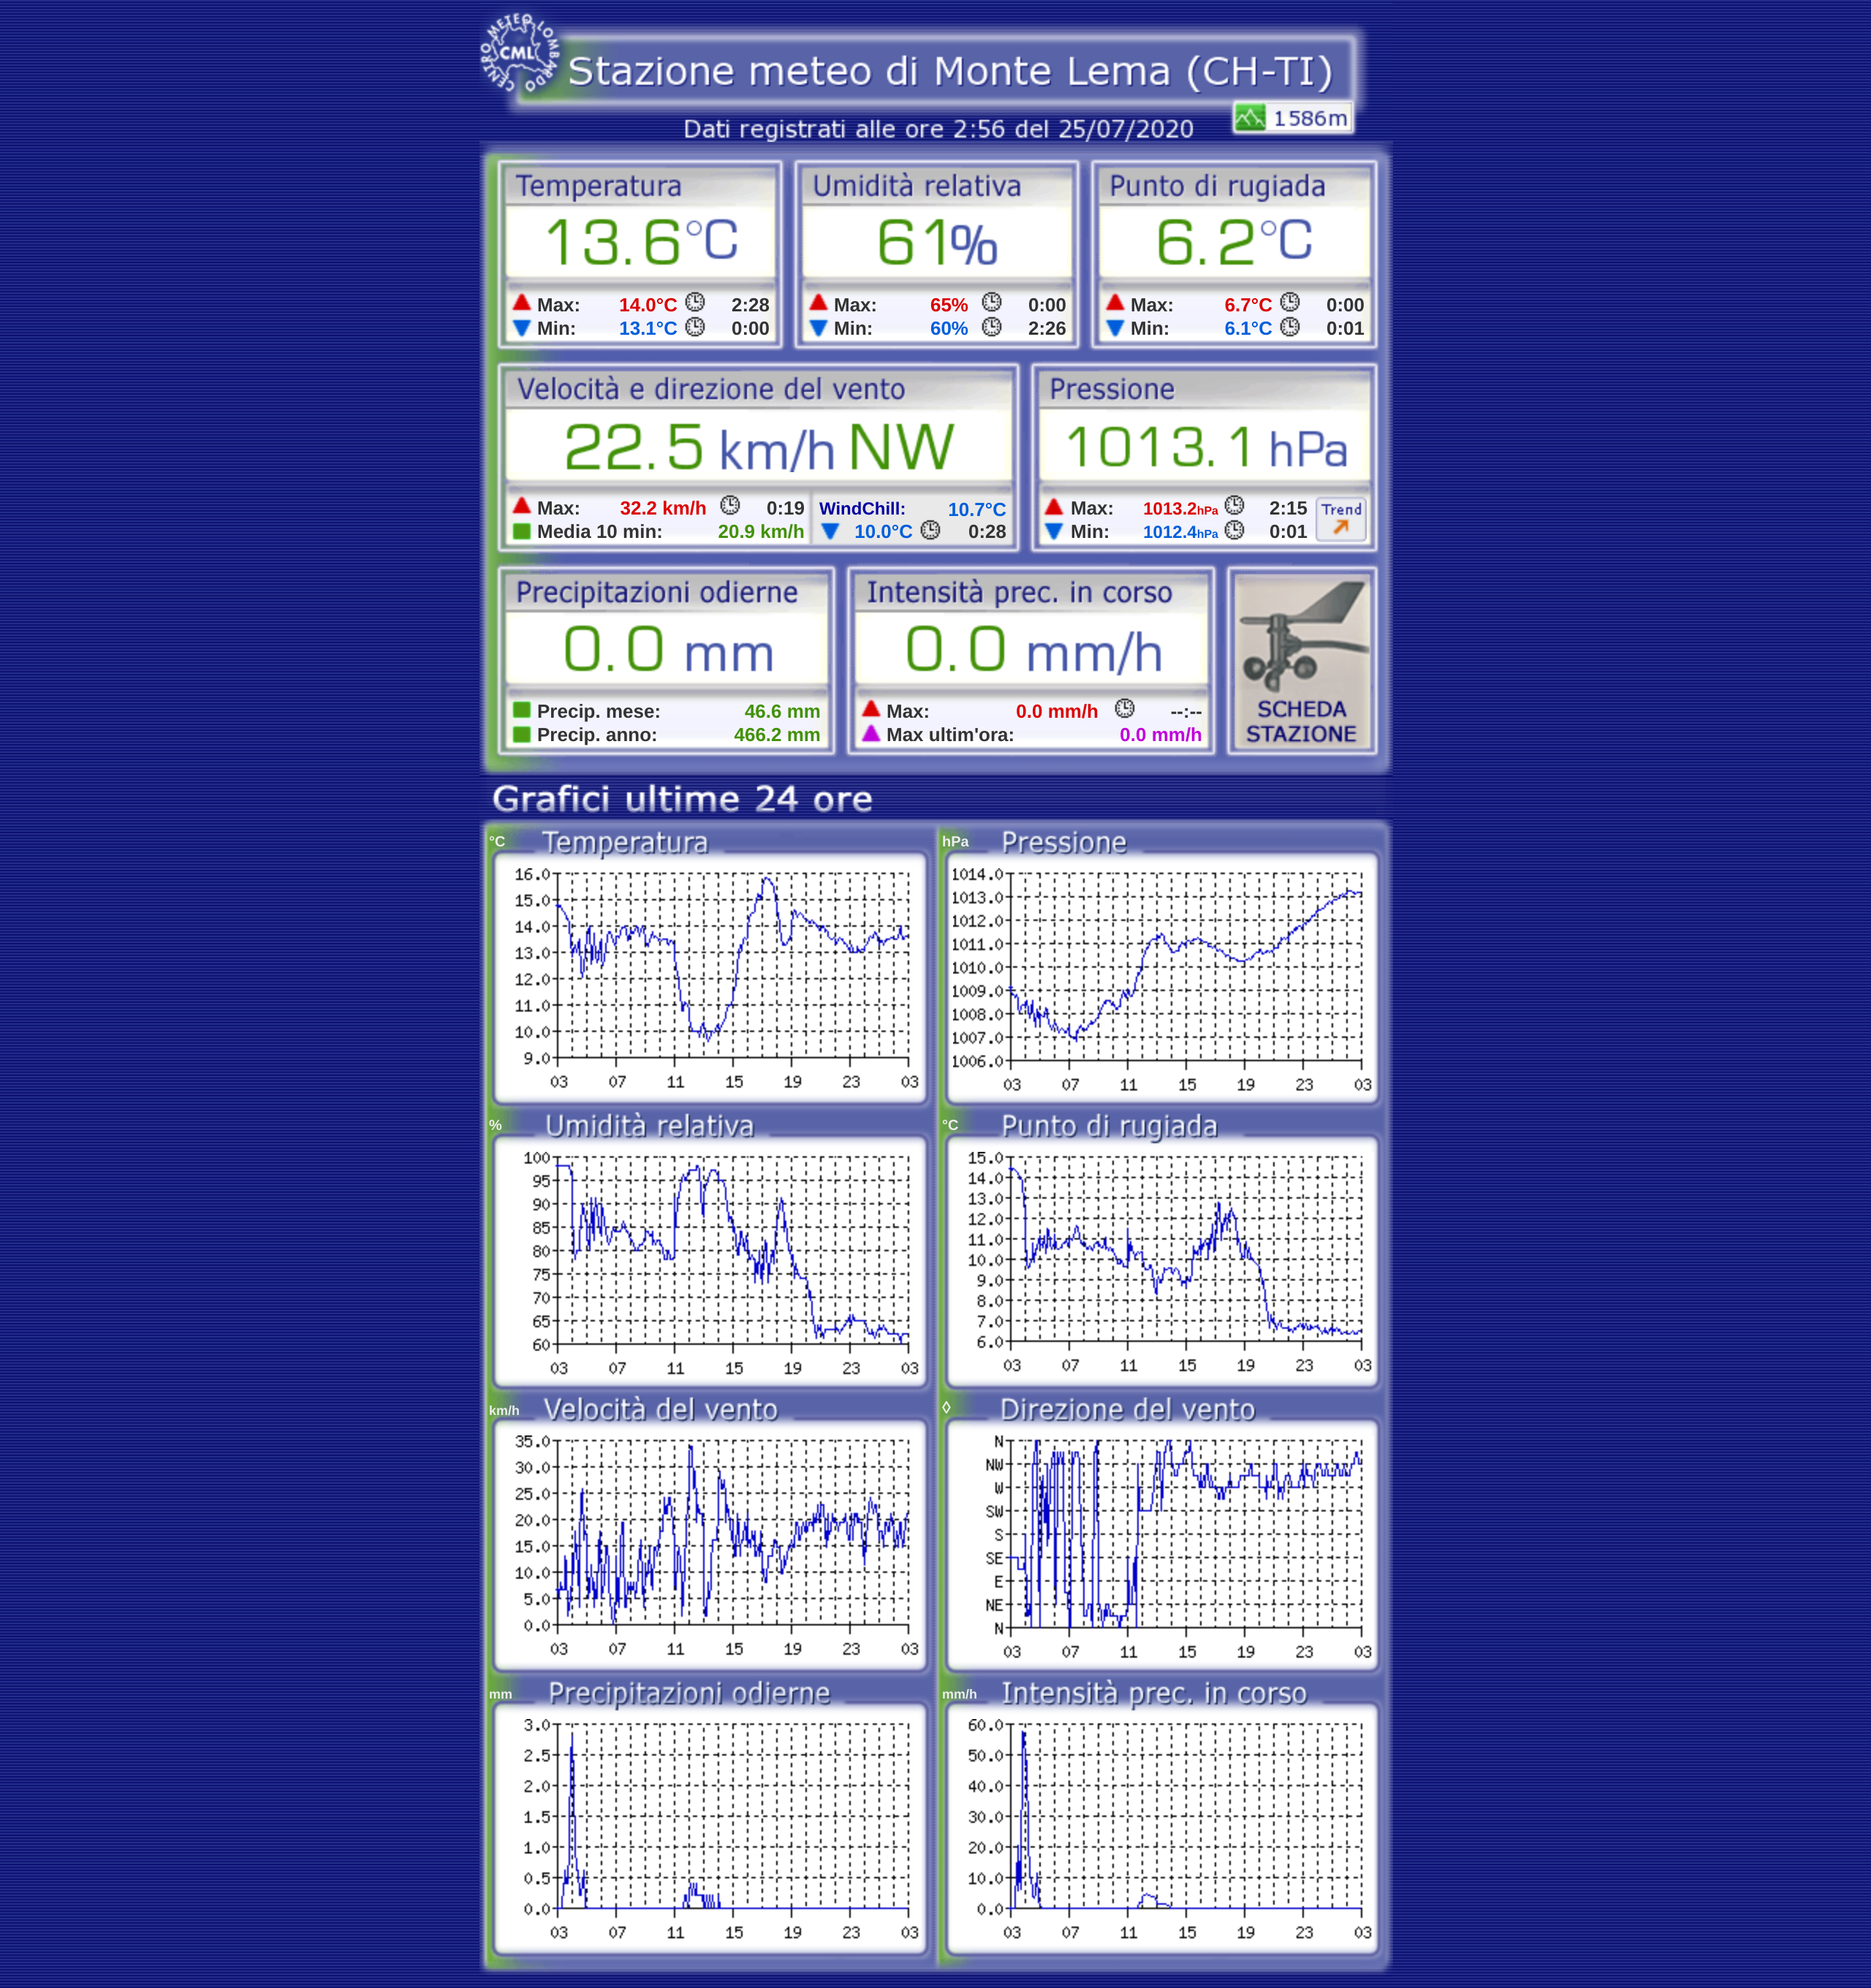 CENTRO METEO LOMBARDO
CML
Stazione meteo di Monte Lema (CH-TI)
1586m
Dati registrati alle ore 2:56 del 25/07/2020
Temperatura
13.6°C
Max: 14.0°C 2:28
Min: 13.1°C 0:00
Umidità relativa
61%
Max: 65% 0:00
Min: 60% 2:26
Punto di rugiada
6.2°C
Max: 6.7°C 0:00
Min: 6.1°C 0:01
Velocità e direzione del vento
22.5 km/h NW
Max: 32.2 km/h 0:19
Media 10 min: 20.9 km/h
WindChill: 10.7°C
10.0°C 0:28
Pressione
1013.1 hPa
Max: 1013.2hPa 2:15
Min: 1012.4hPa 0:01
Trend
Precipitazioni odierne
0.0 mm
Precip. mese: 46.6 mm
Precip. anno: 466.2 mm
Intensità prec. in corso
0.0 mm/h
Max: 0.0 mm/h --:--
Max ultim'ora: 0.0 mm/h
SCHEDA
STAZIONE
Grafici ultime 24 ore
°C Temperatura
16.0
15.0
14.0
13.0
12.0
11.0
10.0
9.0
03 07 11 15 19 23 03
hPa Pressione
1014.0
1013.0
1012.0
1011.0
1010.0
1009.0
1008.0
1007.0
1006.0
03 07 11 15 19 23 03
% Umidità relativa
100
95
90
85
80
75
70
65
60
03 07 11 15 19 23 03
°C Punto di rugiada
15.0
14.0
13.0
12.0
11.0
10.0
9.0
8.0
7.0
6.0
03 07 11 15 19 23 03
km/h Velocità del vento
35.0
30.0
25.0
20.0
15.0
10.0
5.0
0.0
03 07 11 15 19 23 03
◊ Direzione del vento
N
NW
W
SW
S
SE
E
NE
N
03 07 11 15 19 23 03
mm Precipitazioni odierne
3.0
2.5
2.0
1.5
1.0
0.5
0.0
03 07 11 15 19 23 03
mm/h Intensità prec. in corso
60.0
50.0
40.0
30.0
20.0
10.0
0.0
03 07 11 15 19 23 03